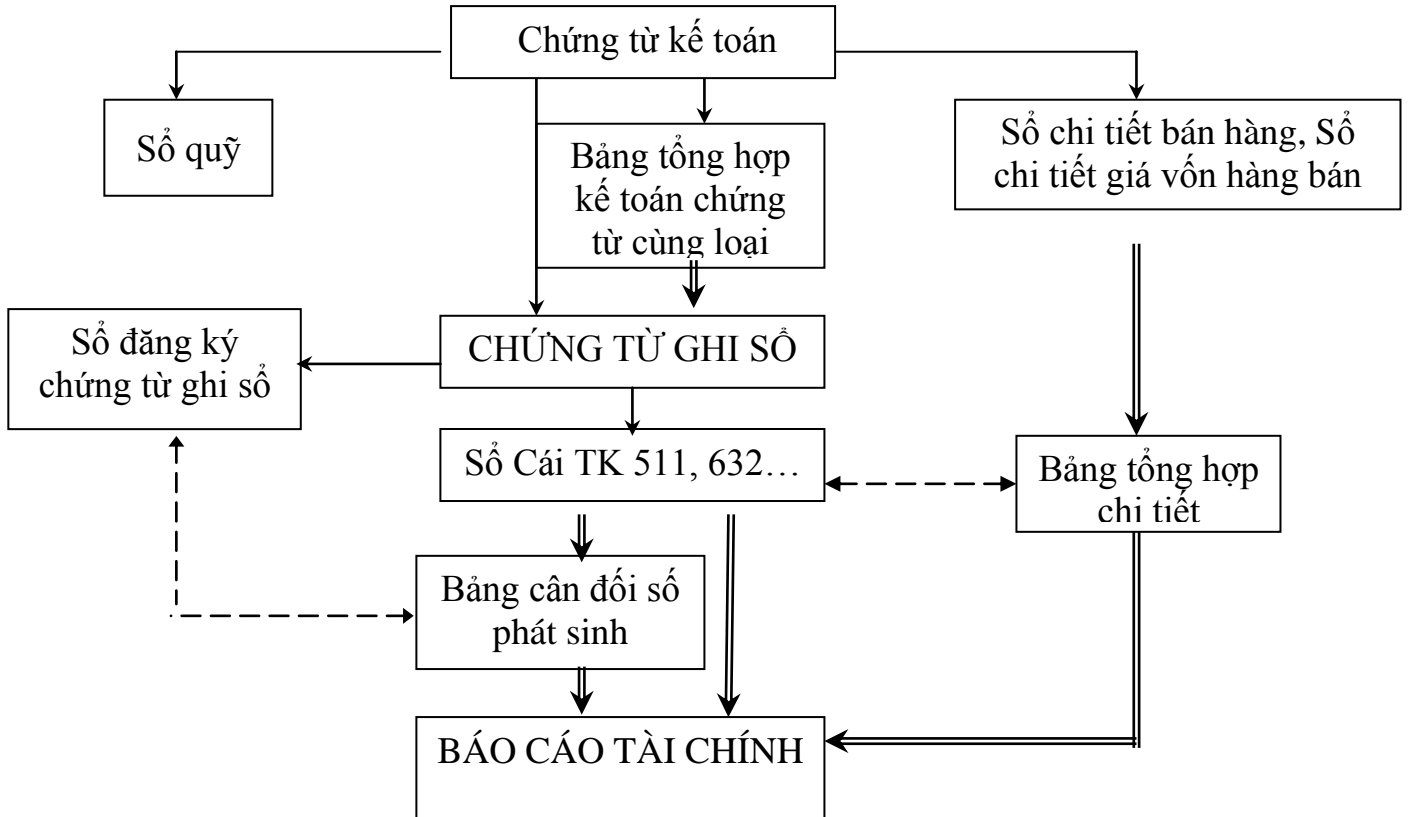 Chứng từ kế toán
Sổ quỹ
Bảng tổng hợp
kế toán chứng
từ cùng loại
Sổ chi tiết bán hàng, Sổ
chi tiết giá vốn hàng bán
Sổ đăng ký
chứng từ ghi sổ
CHỨNG TỪ GHI SỔ
Sổ Cái TK 511, 632…
Bảng tổng hợp
chi tiết
Bảng cân đối số
phát sinh
BÁO CÁO TÀI CHÍNH